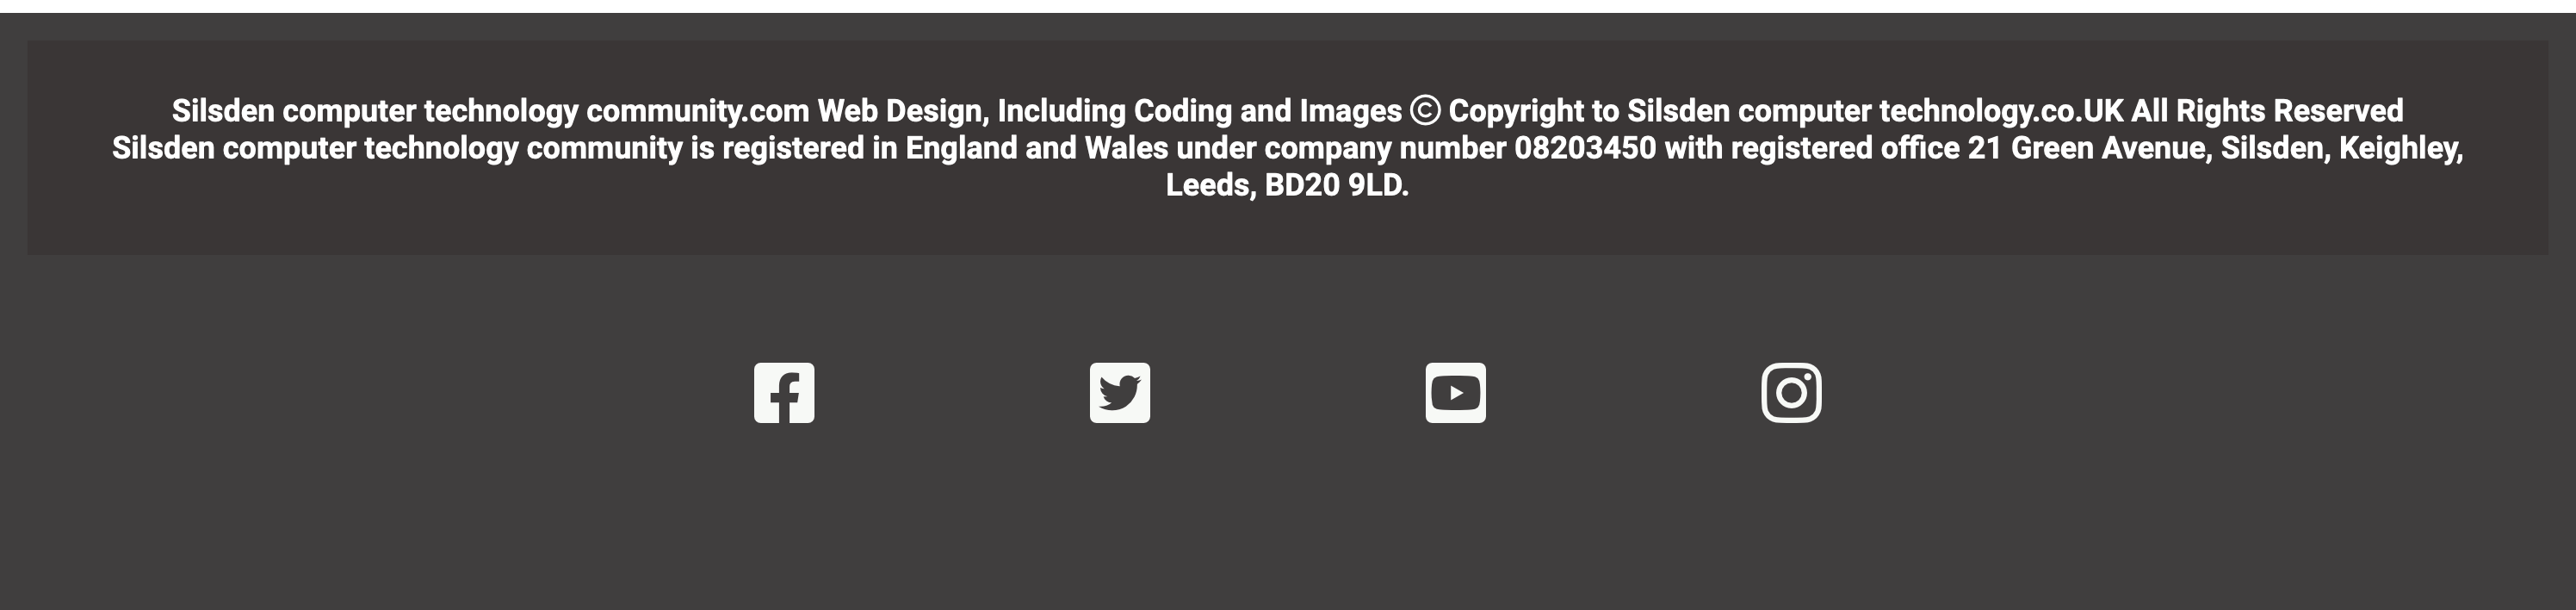 Silsden computer technology community.com Web Design, Including Coding and Images © Copyright to Silsden computer technology.co.UK All Rights Reserved
Silsden computer technology community is registered in England and Wales under company number 08203450 with registered office 21 Green Avenue, Silsden, Keighley,
Leeds, BD20 9LD.